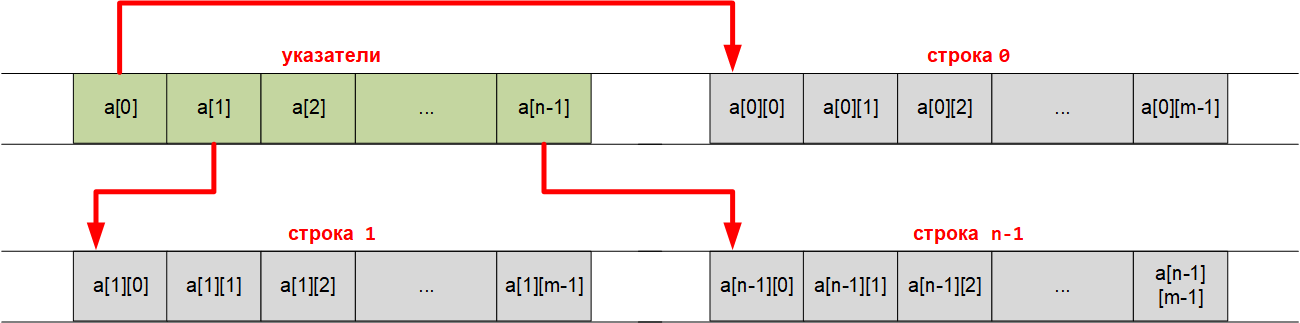 указатели
строка 0
a[0] a[1] a[2] ... a[n-1]
a[0][0] a[0][1] a[0][2] ... a[0][m-1]
строка 1
строка n-1
a[1][0] a[1][1] a[1][2] ... a[1][m-1]
a[n-1][0] a[n-1][1] a[n-1][2] ... a[n-1]
[m-1]